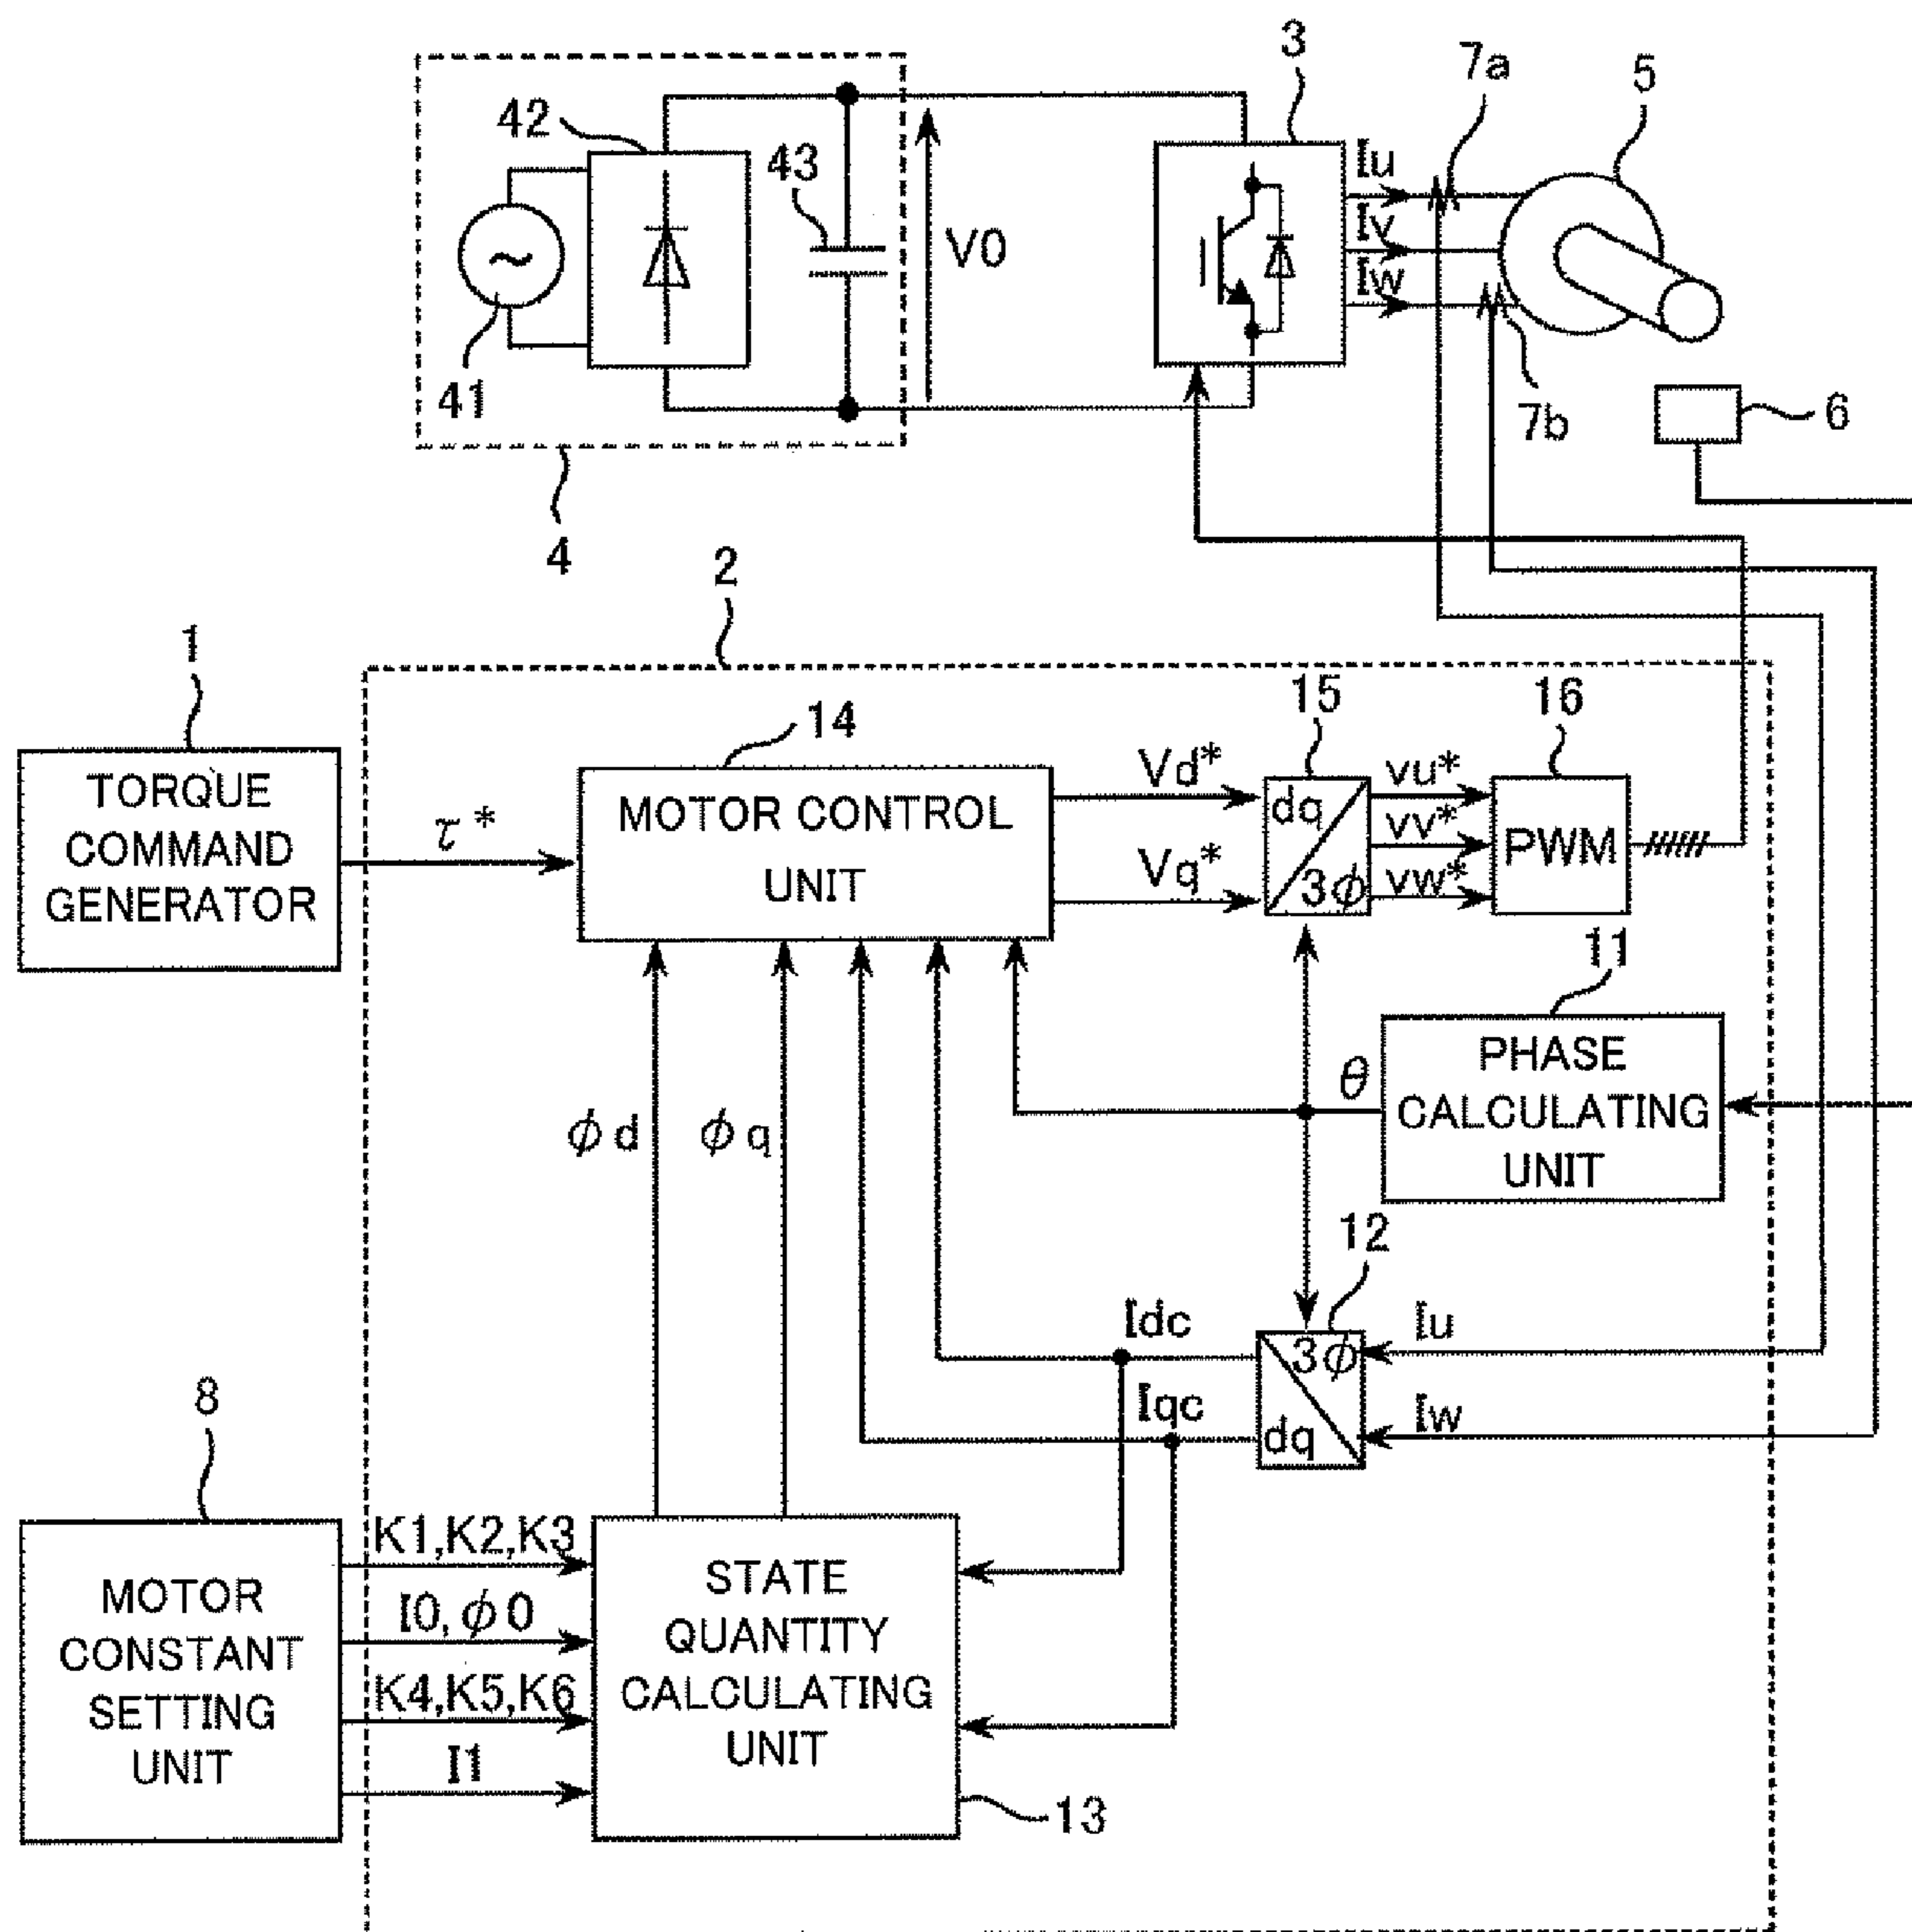 3
7a
5
42
43
Iu
Iv
Iw
V0
~
41
7b
6
4
2
1
14
15
16
TORQUE
COMMAND
GENERATOR
τ*
MOTOR CONTROL
UNIT
Vd*
Vq*
dq
3φ
vu*
vv*
vw*
PWM
11
PHASE
CALCULATING
UNIT
θ
φd
φq
12
Idc
Iqc
3φ
dq
Iu
Iw
8
MOTOR
CONSTANT
SETTING
UNIT
K1,K2,K3
I0,φ0
K4,K5,K6
I1
STATE
QUANTITY
CALCULATING
UNIT
13